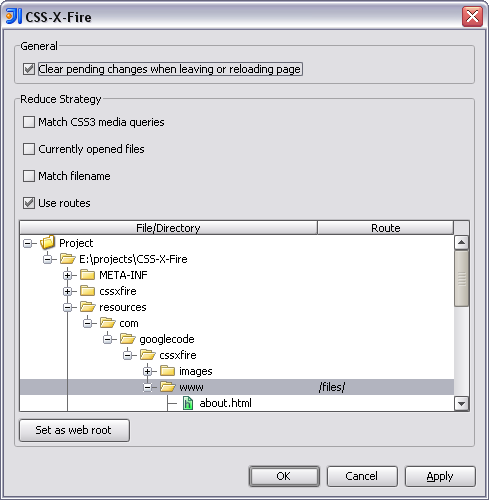 CSS-X-Fire
General
Clear pending changes when leaving or reloading page
Reduce Strategy
Match CSS3 media queries
Currently opened files
Match filename
Use routes
File/Directory Route
Project
E:\projects\CSS-X-Fire
META-INF
cssxfire
resources
com
googlecode
cssxfire
images
www /files/
about.html
Set as web root
OK Cancel Apply